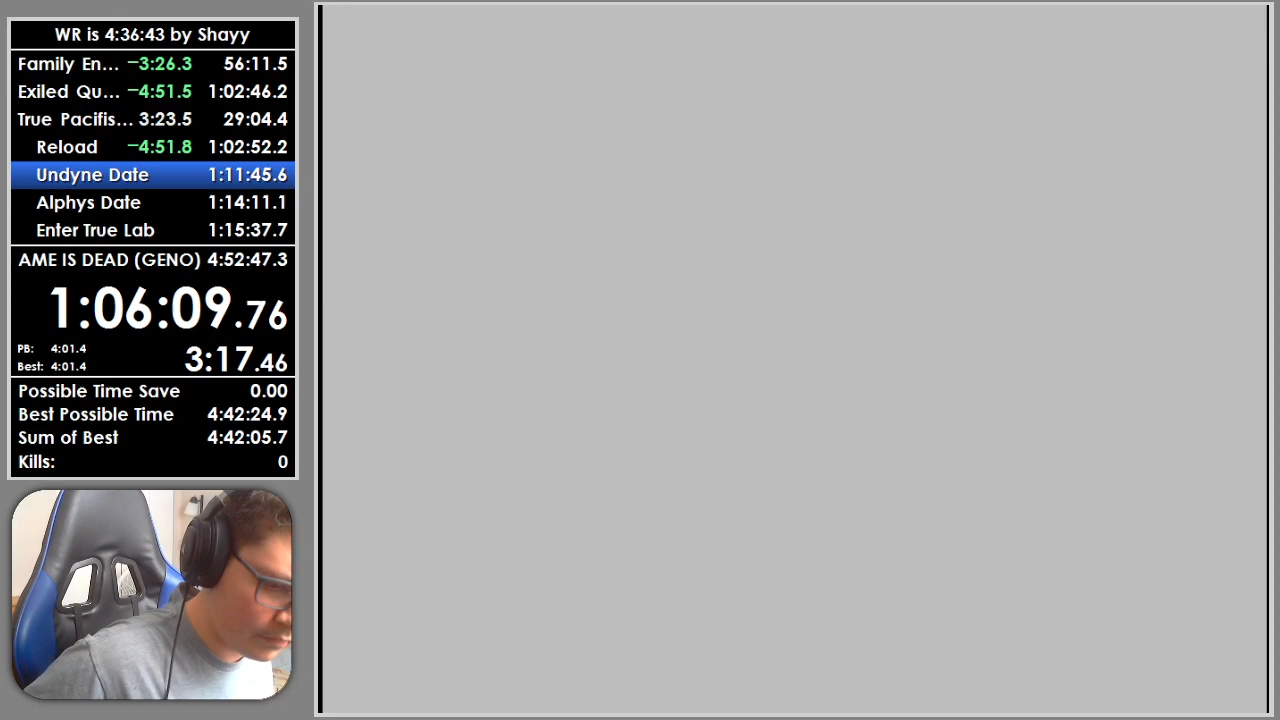 WR is 4:36:43 by Shayy
Family En... −3:26.3 56:11.5
Exiled Qu... −4:51.5 1:02:46.2
True Pacifis... 3:23.5 29:04.4
Reload −4:51.8 1:02:52.2
Undyne Date 1:11:45.6
Alphys Date 1:14:11.1
Enter True Lab 1:15:37.7
AME IS DEAD (GENO) 4:52:47.3
1:06:09.76
PB: 4:01.4
Best: 4:01.4
3:17.46
Possible Time Save 0.00
Best Possible Time 4:42:24.9
Sum of Best 4:42:05.7
Kills: 0